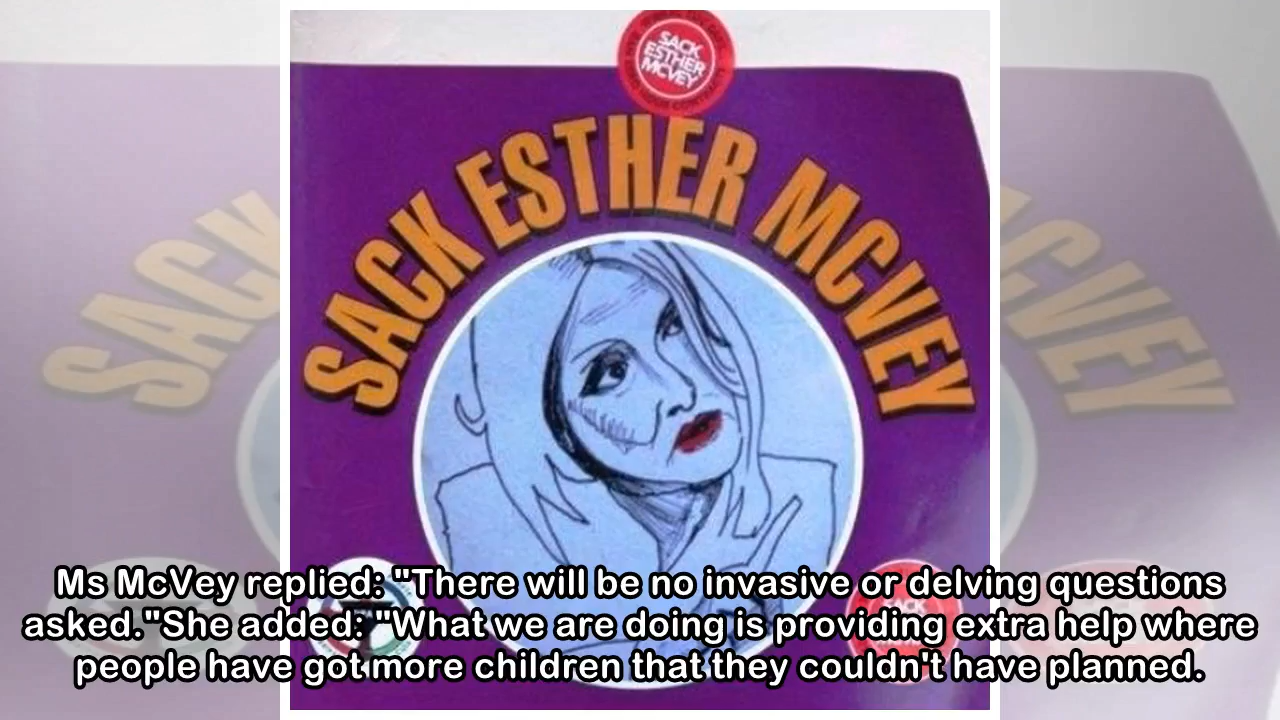 SACK
ESTHER
MCVEY
SACK ESTHER MCVEY
SACK
Ms McVey replied: "There will be no invasive or delving questions
asked."She added: "What we are doing is providing extra help where
people have got more children that they couldn't have planned.